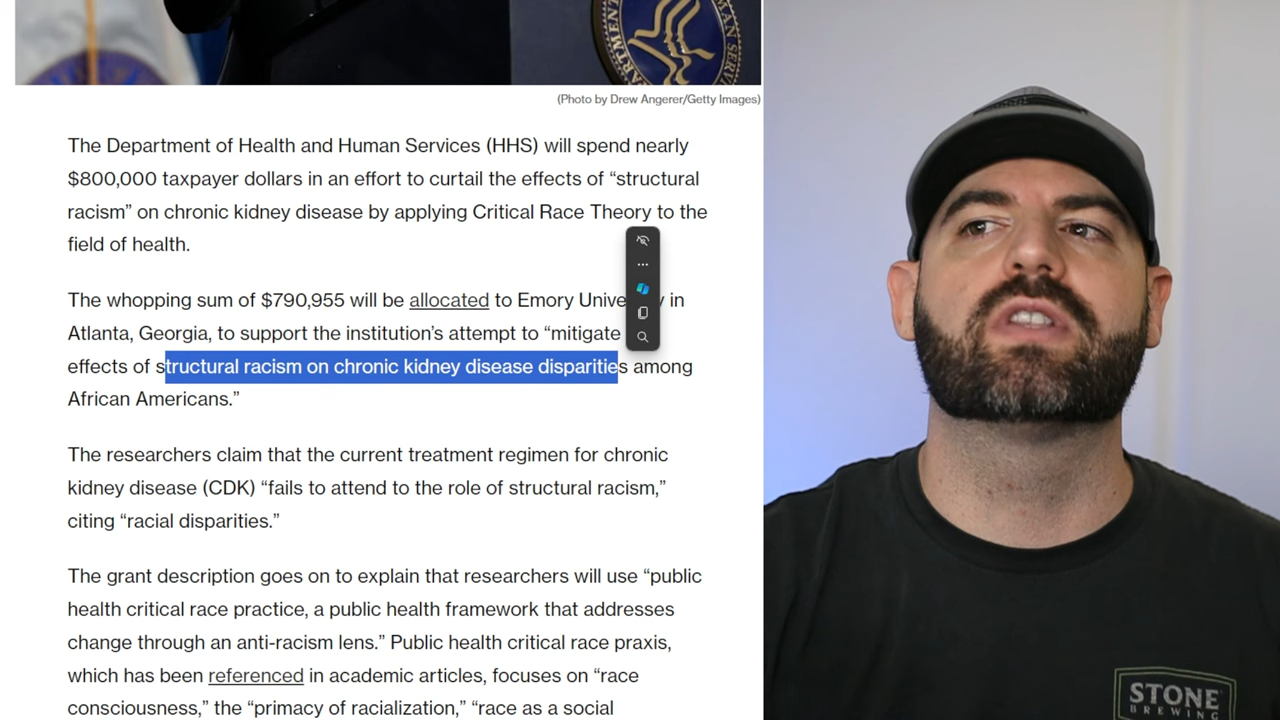 DEPARTMENT
HUMAN SERV
(Photo by Drew Angerer/Getty Images)
The Department of Health and Human Services (HHS) will spend nearly
$800,000 taxpayer dollars in an effort to curtail the effects of “structural
racism” on chronic kidney disease by applying Critical Race Theory to the
field of health.
The whopping sum of $790,955 will be allocated to Emory Unive y in
Atlanta, Georgia, to support the institution’s attempt to “mitigate
effects of structural racism on chronic kidney disease disparities among
African Americans.”
The researchers claim that the current treatment regimen for chronic
kidney disease (CDK) “fails to attend to the role of structural racism,”
citing “racial disparities.”
The grant description goes on to explain that researchers will use “public
health critical race practice, a public health framework that addresses
change through an anti-racism lens.” Public health critical race praxis,
which has been referenced in academic articles, focuses on “race
consciousness,” the “primacy of racialization,” “race as a social
STONE
BREWING